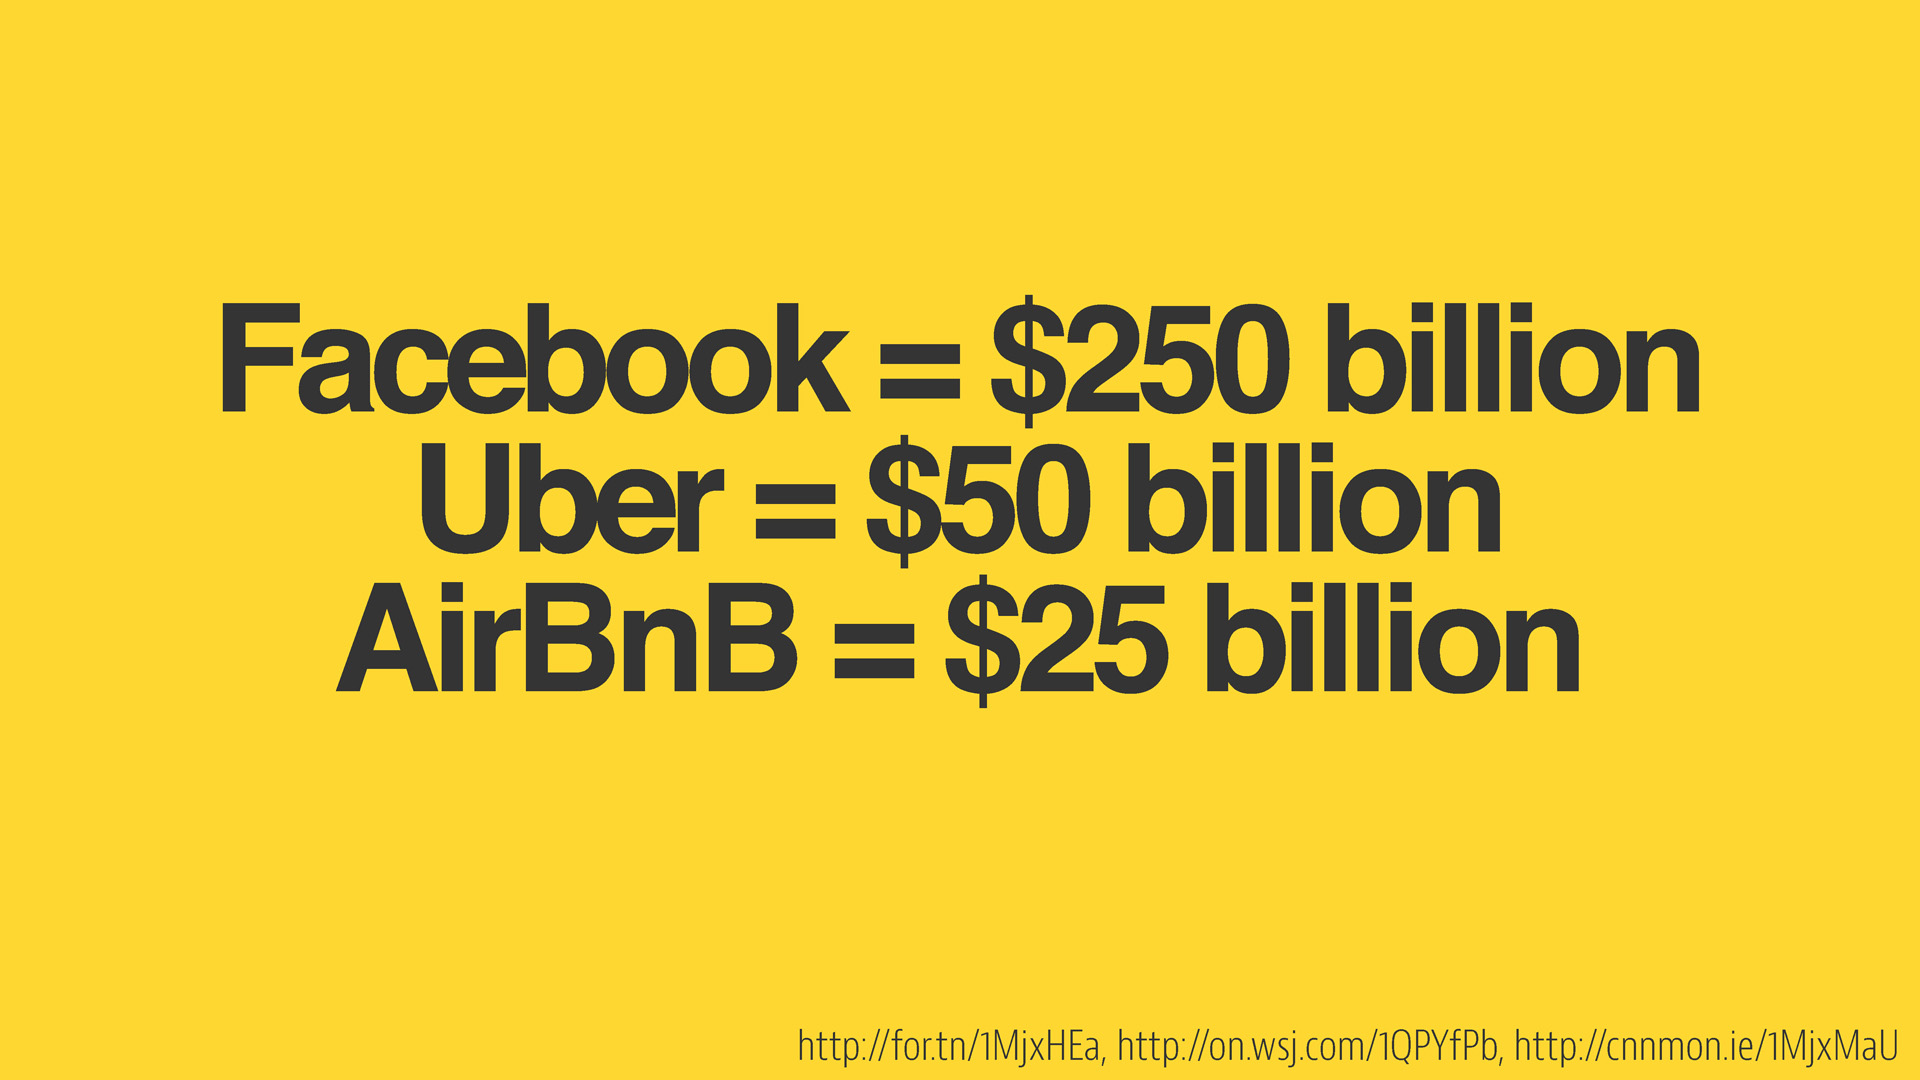 Facebook = $250 billion
Uber = $50 billion
AirBnB = $25 billion
http://for.tn/1MjxHEa, http://on.wsj.com/1QPYfPb, http://cnnmon.ie/1MjxMaU